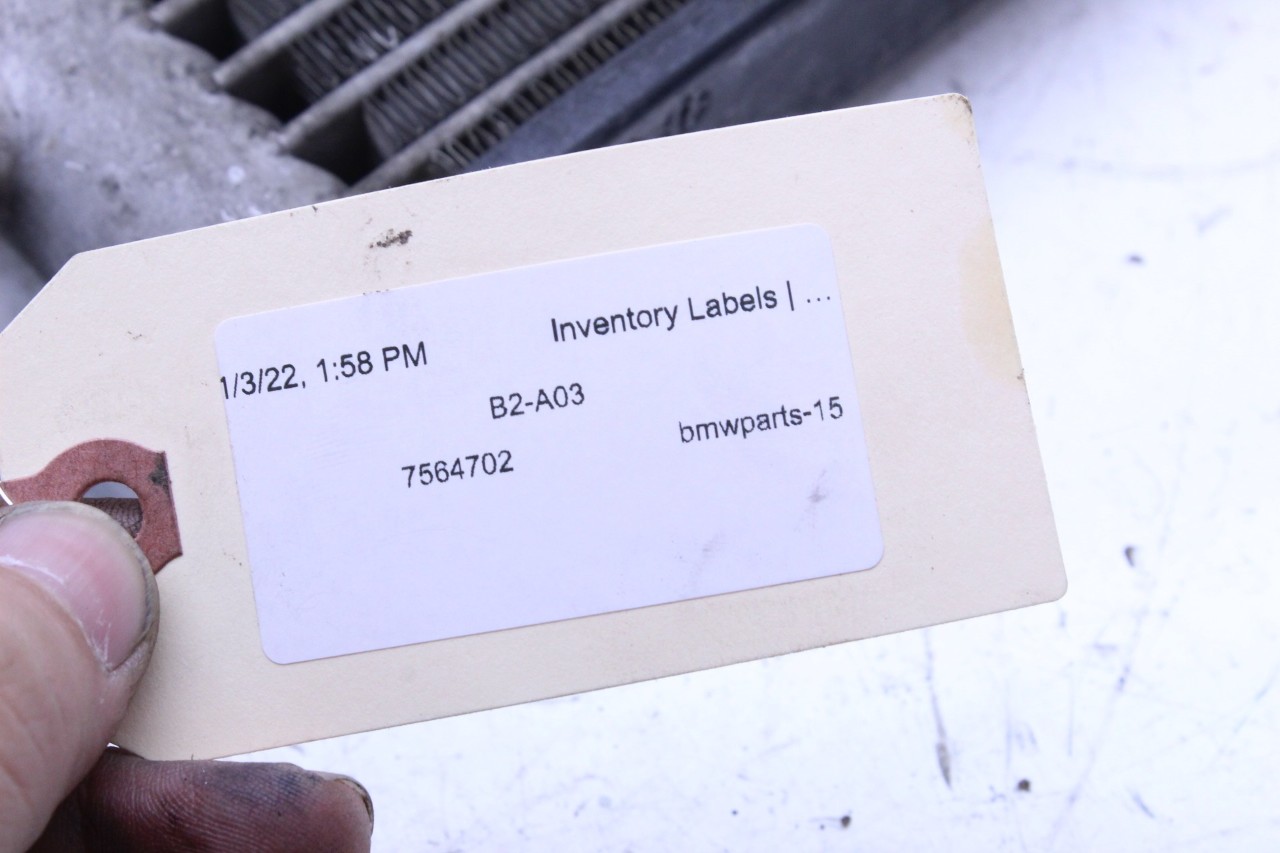 1/3/22, 1:58 PM Inventory Labels | ...
B2-A03
7564702 bmwparts-15